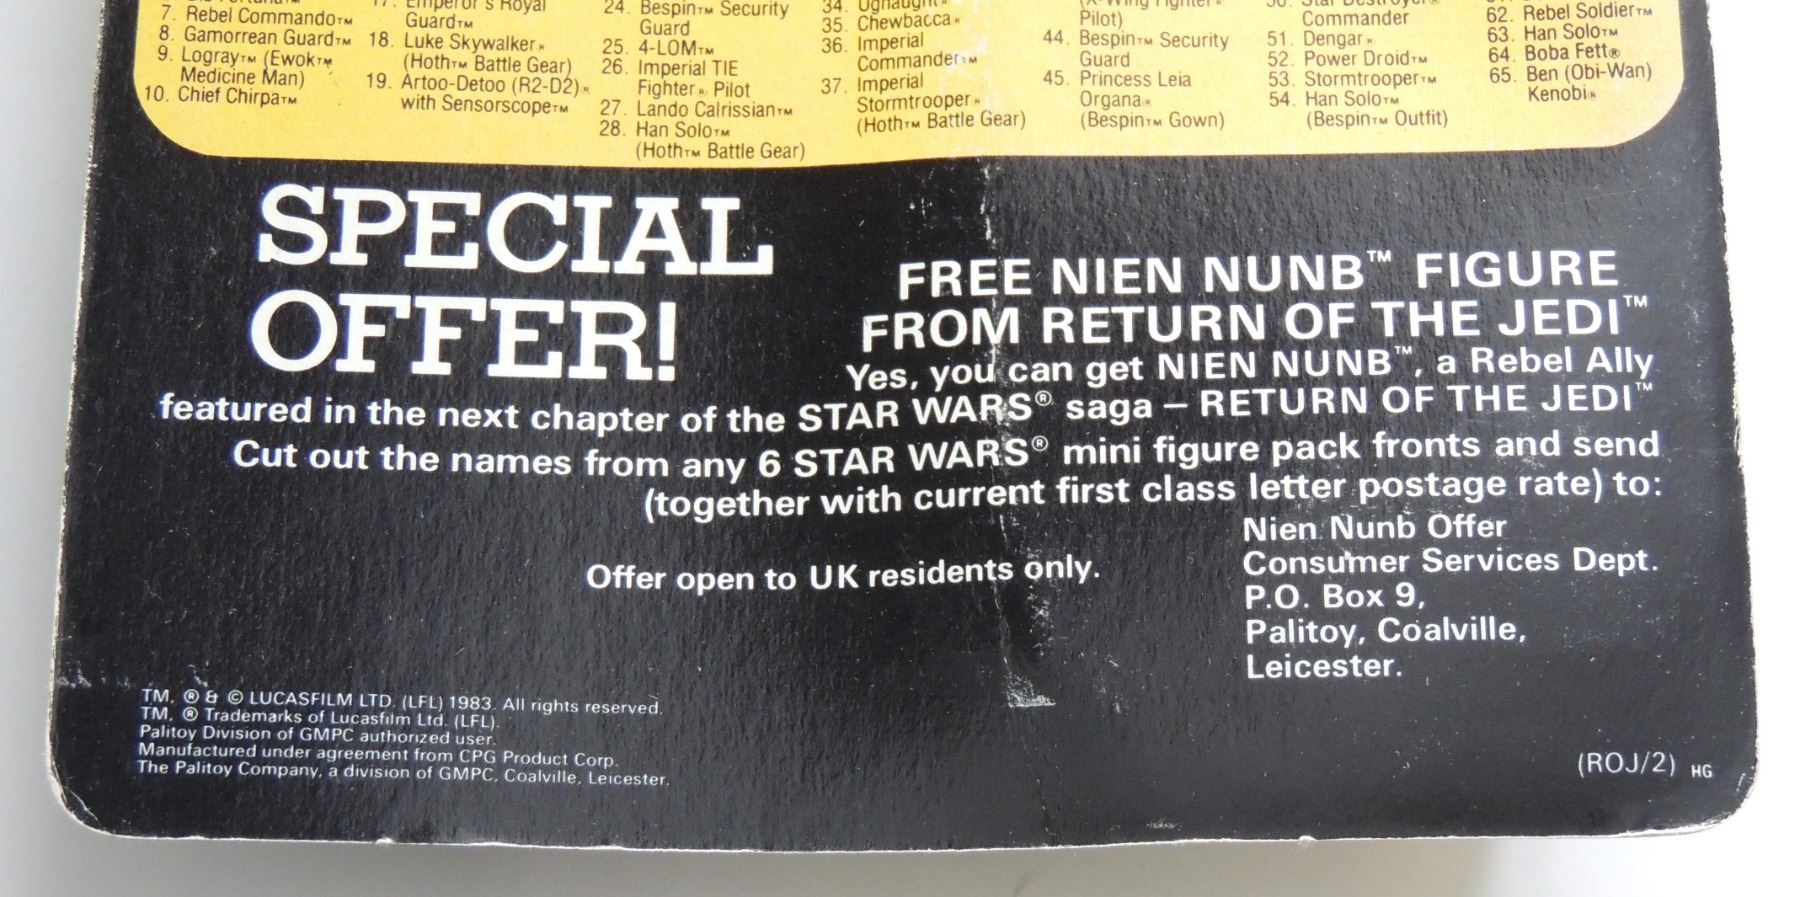 7. Rebel Commando™
8. Gamorrean Guard™
9. Logray™ (Ewok™
Medicine Man)
10. Chief Chirpa™
17. Emperor's Royal
Guard™
18. Luke Skywalker®
(Hoth™ Battle Gear)
19. Artoo-Detoo (R2-D2)®
with Sensorscope™
24. Bespin™ Security
Guard
25. 4-LOM™
26. Imperial TIE
Fighter® Pilot
27. Lando Calrissian™
28. Han Solo™
(Hoth™ Battle Gear)
34. Ugnaught®
35. Chewbacca®
36. Imperial
Commander™
37. Imperial
Stormtrooper®
(Hoth™ Battle Gear)
(X-Wing Fighter®
Pilot)
44. Bespin™ Security
Guard
45. Princess Leia
Organa®
(Bespin™ Gown)
50. Star Destroyer®
Commander
51. Dengar®
52. Power Droid™
53. Stormtrooper™
54. Han Solo™
(Bespin™ Outfit)
62. Rebel Soldier™
63. Han Solo™
64. Boba Fett®
65. Ben (Obi-Wan)
Kenobi®
SPECIAL
OFFER!
FREE NIEN NUNB™ FIGURE
FROM RETURN OF THE JEDI™
Yes, you can get NIEN NUNB™, a Rebel Ally
featured in the next chapter of the STAR WARS® saga – RETURN OF THE JEDI™
Cut out the names from any 6 STAR WARS® mini figure pack fronts and send
(together with current first class letter postage rate) to:
Nien Nunb Offer
Consumer Services Dept.
P.O. Box 9,
Palitoy, Coalville,
Leicester.
Offer open to UK residents only.
TM, ® & © LUCASFILM LTD. (LFL) 1983. All rights reserved.
TM, ® Trademarks of Lucasfilm Ltd. (LFL).
Palitoy Division of GMPC authorized user.
Manufactured under agreement from CPG Product Corp.
The Palitoy Company, a division of GMPC, Coalville, Leicester.
(ROJ/2) HG